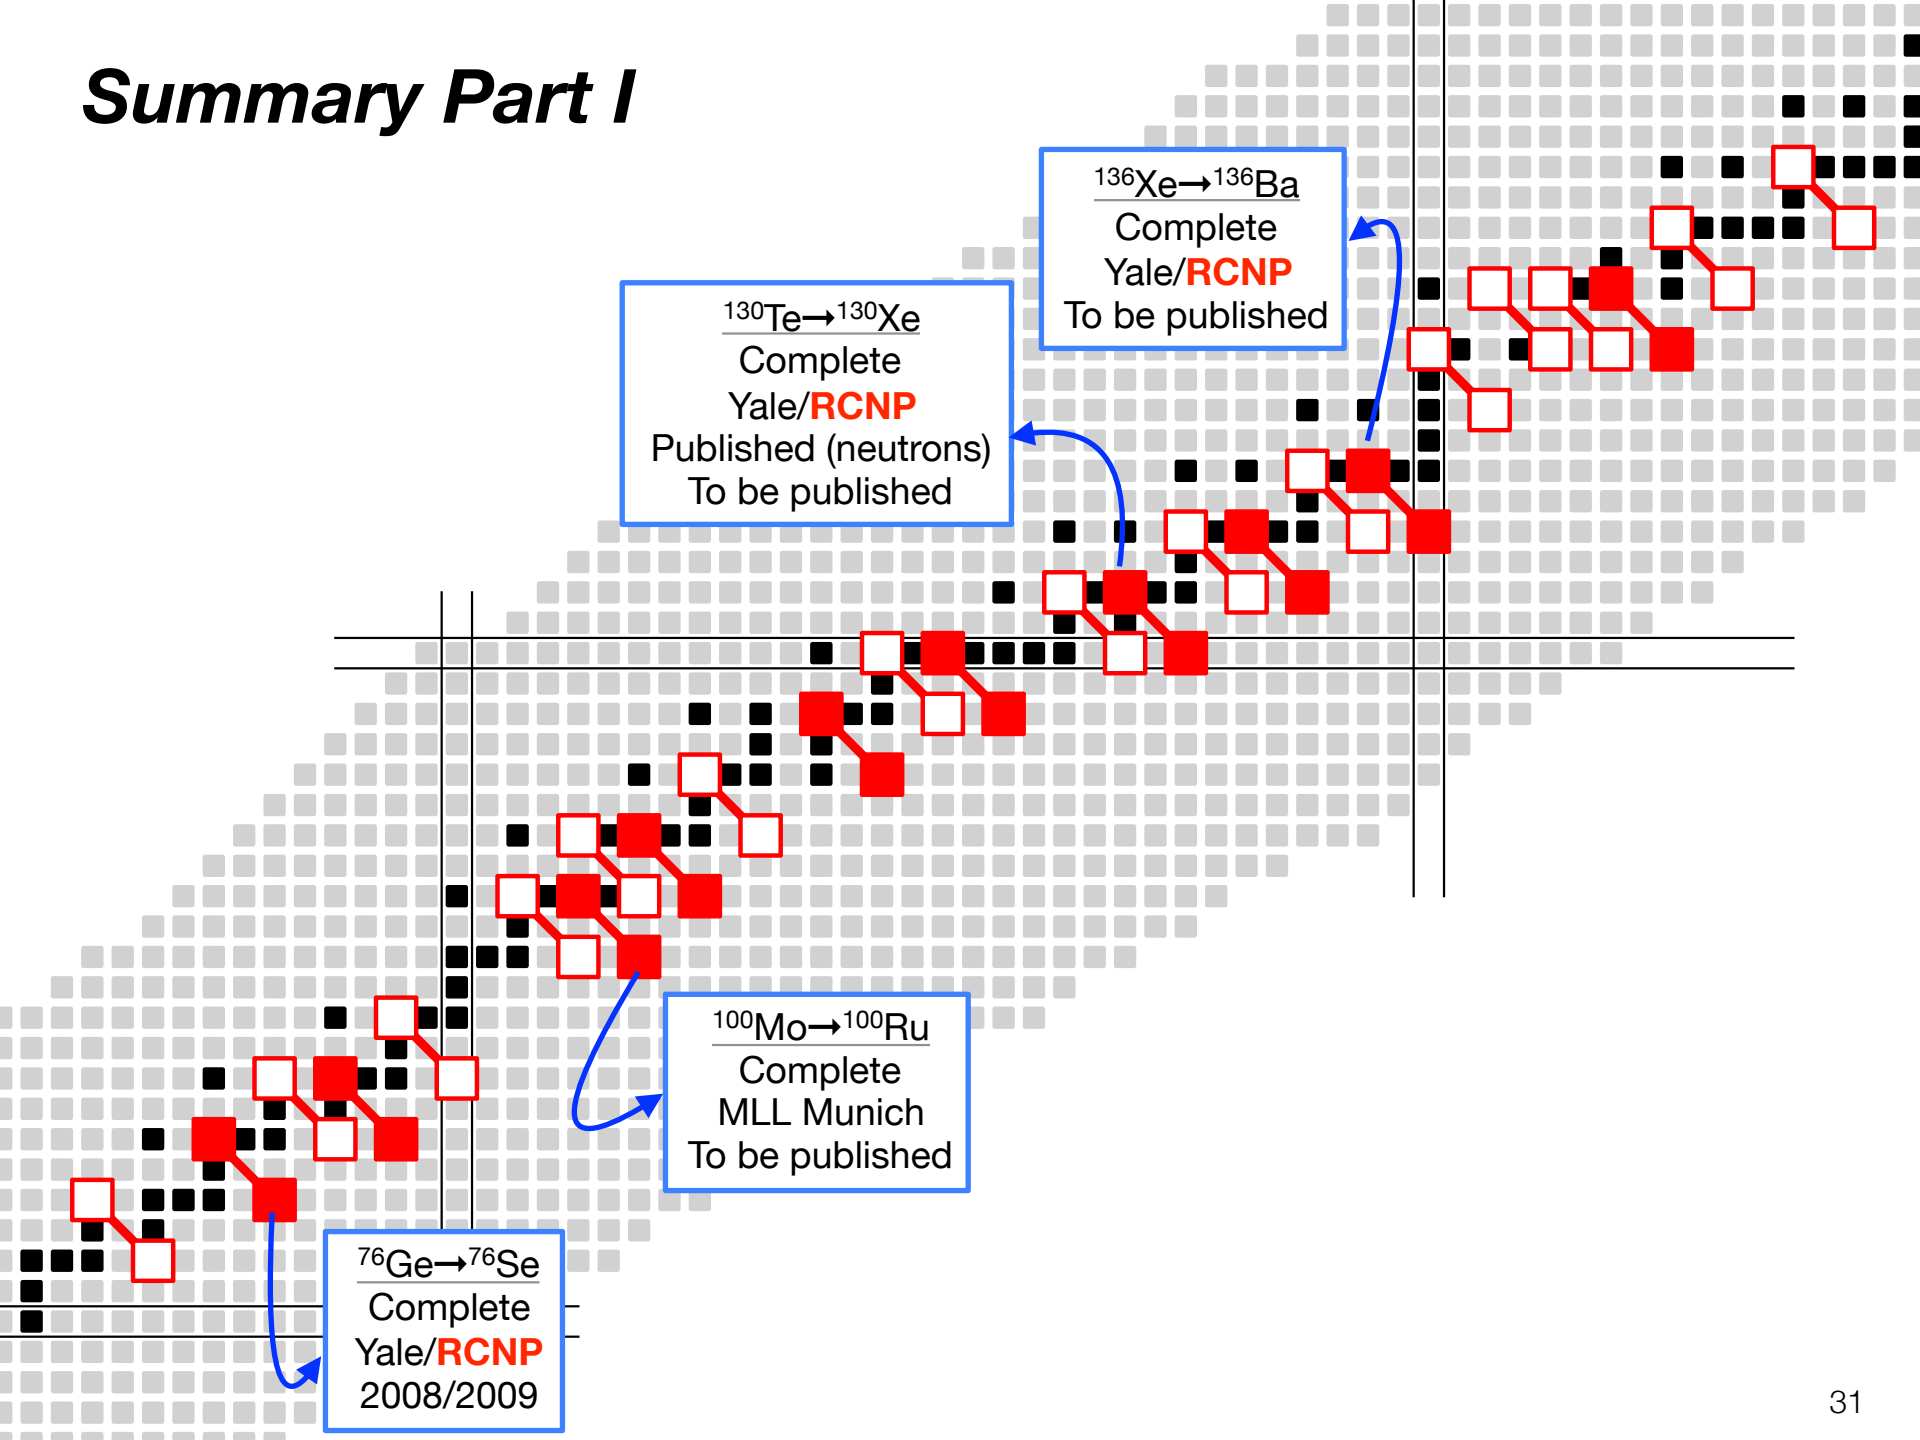 Summary Part I
¹³⁶Xe→¹³⁶Ba
Complete
Yale/RCNP
To be published
¹³⁰Te→¹³⁰Xe
Complete
Yale/RCNP
Published (neutrons)
To be published
¹⁰⁰Mo→¹⁰⁰Ru
Complete
MLL Munich
To be published
⁷⁶Ge→⁷⁶Se
Complete
Yale/RCNP
2008/2009
31